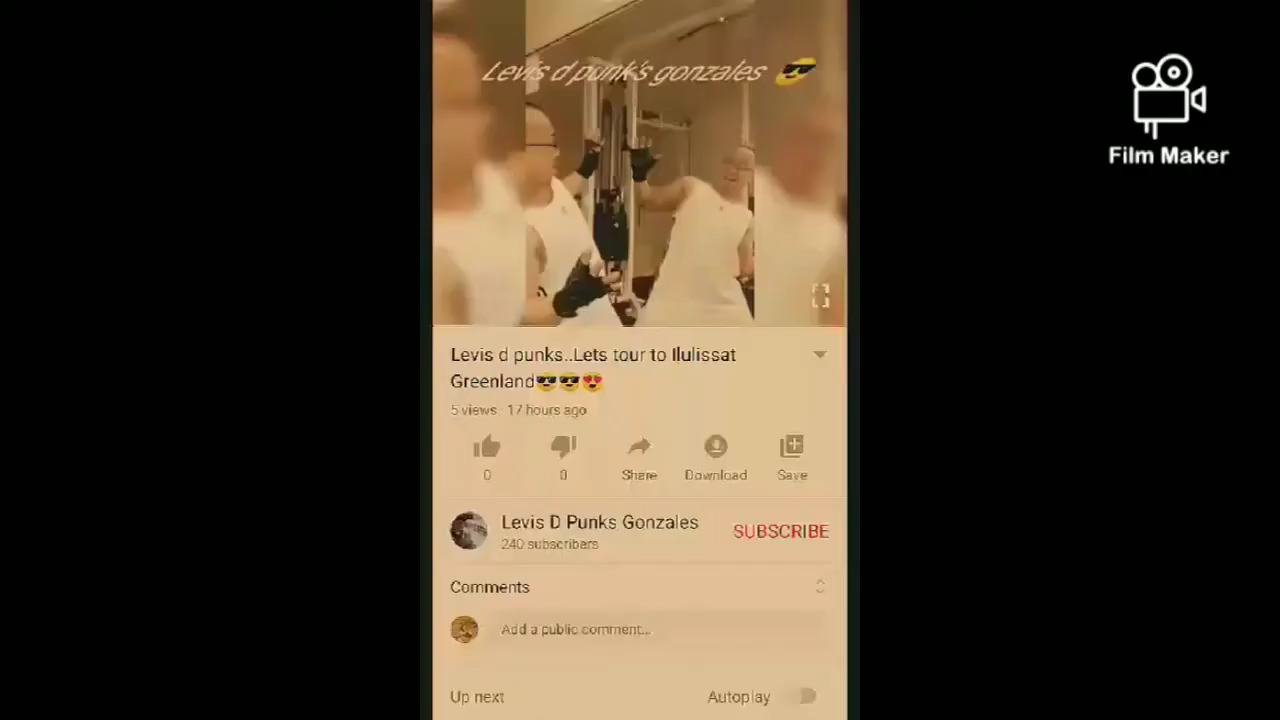 Levis d punk's gonzales 😎
Film Maker
Levis d punks..Lets tour to Ilulissat
Greenland😎😎😍
5 views · 17 hours ago
0
0
Share
Download
Save
Levis D Punks Gonzales
240 subscribers
SUBSCRIBE
Comments
Add a public comment...
Up next
Autoplay